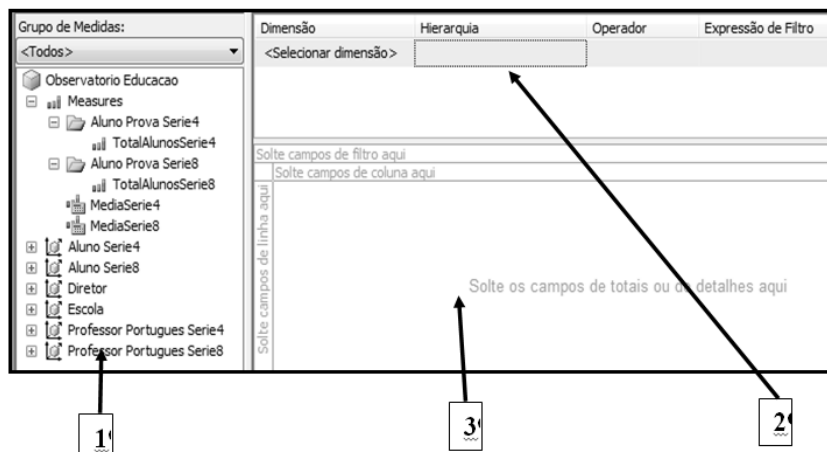 Grupo de Medidas:
<Todos>
Observatorio Educacao
Measures
Aluno Prova Serie4
TotalAlunosSerie4
Aluno Prova Serie8
TotalAlunosSerie8
MediaSerie4
MediaSerie8
Aluno Serie4
Aluno Serie8
Diretor
Escola
Professor Portugues Serie4
Professor Portugues Serie8
Dimensão Hierarquia Operador Expressão de Filtro
<Selecionar dimensão>
Solte campos de filtro aqui
Solte campos de coluna aqui
Solte campos de linha aqui
Solte os campos de totais ou de detalhes aqui
1
3
2